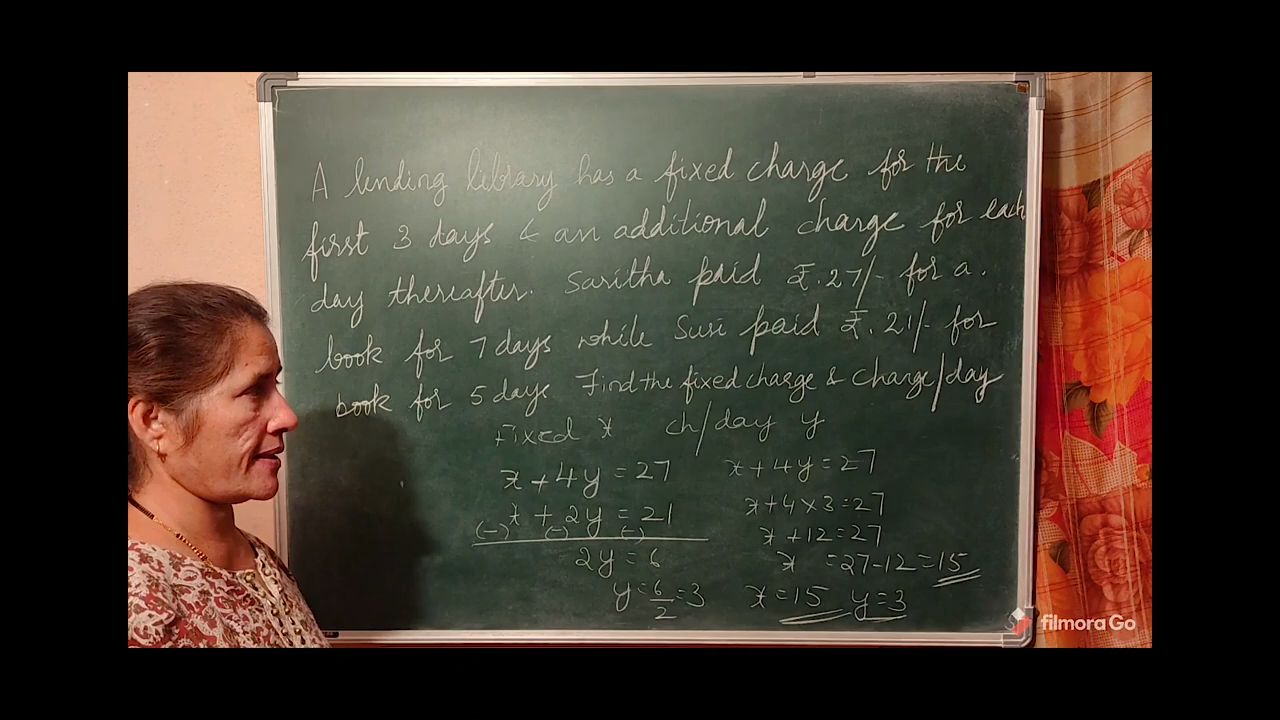 A lending library has a fixed charge for the
first 3 days & an additional charge for each
day thereafter. Saritha paid ₹.27/- for a.
book for 7 days while Susi paid ₹.21/- for
book for 5 days Find the fixed charge & charge/day
Fixed x ch/day y
x + 4y = 27
x + 2y = 21
(-) (-) (-)
2y = 6
y = 6/2 = 3
x + 4y = 27
x + 4 × 3 = 27
x + 12 = 27
x = 27 - 12 = 15
x = 15 y = 3
filmora Go